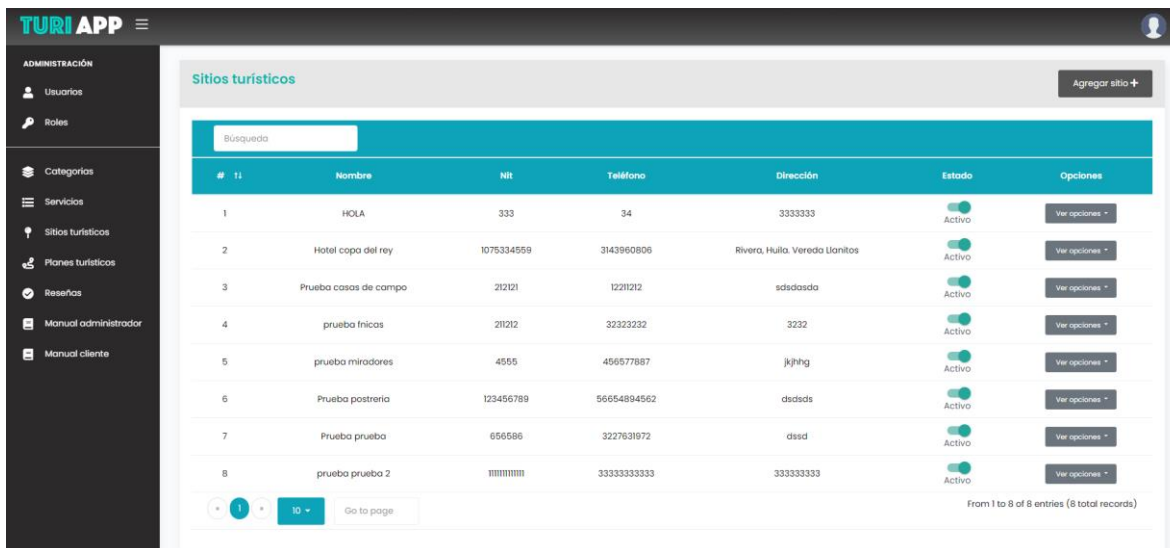 TURI APP
ADMINISTRACIÓN
Usuarios
Roles
Categorias
Servicios
Sitios turísticos
Planes turísticos
Reseñas
Manual administrador
Manual cliente
Sitios turísticos
Agregar sitio +
Búsqueda
# Nombre Nit Teléfono Dirección Estado Opciones
1 HOLA 333 34 3333333 Activo Ver opciones
2 Hotel copa del rey 1075334559 3143960806 Rivera, Huila. Vereda Llanitos Activo Ver opciones
3 Prueba casas de campo 212121 12211212 sdsdasda Activo Ver opciones
4 prueba fnicas 211212 32323232 3232 Activo Ver opciones
5 prueba miradores 4555 456577887 jkjhhg Activo Ver opciones
6 Prueba postreria 123456789 56654894562 dsdsds Activo Ver opciones
7 Prueba prueba 656586 3227631972 dssd Activo Ver opciones
8 prueba prueba 2 33333333333 333333333 Activo Ver opciones
« 1 » 10 Go to page From 1 to 8 of 8 entries (8 total records)